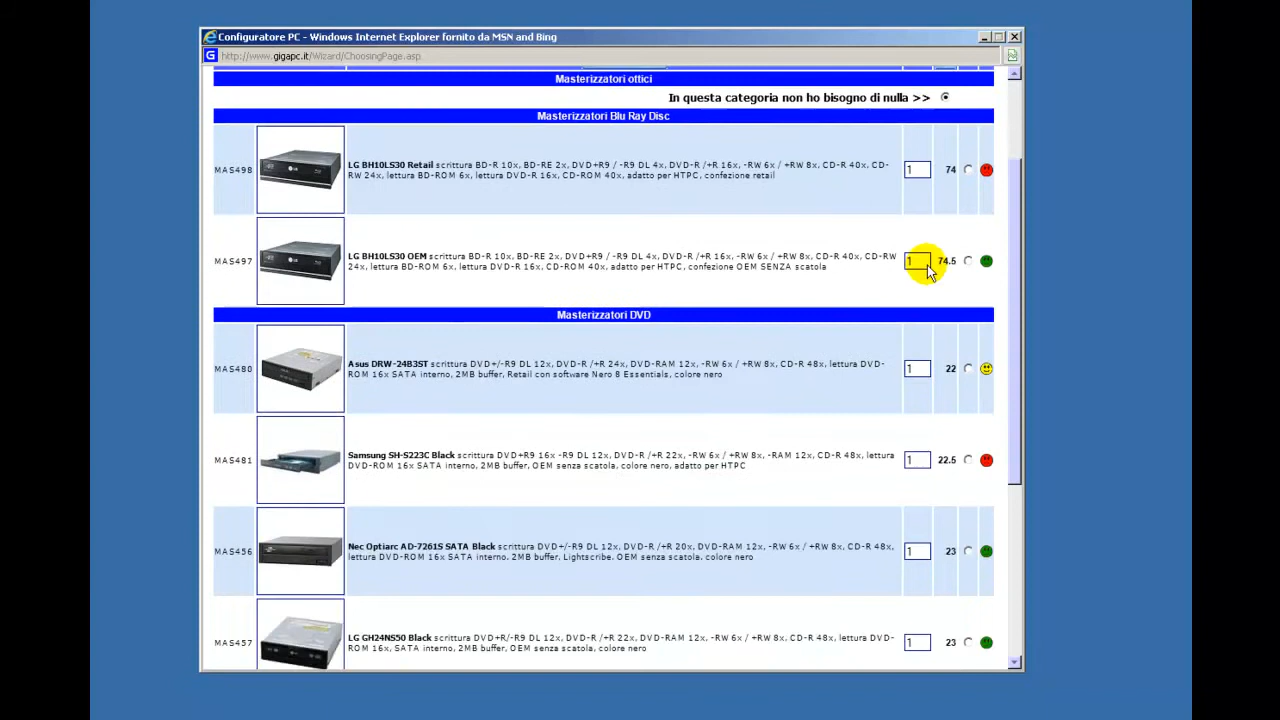 Configuratore PC - Windows Internet Explorer fornito da MSN and Bing
http://www.gigapc.it/Wizard/ChoosingPage.asp
Masterizzatori ottici
In questa categoria non ho bisogno di nulla >>
Masterizzatori Blu Ray Disc
MAS498 LG BH10LS30 Retail scrittura BD-R 10x, BD-RE 2x, DVD+R9 / -R9 DL 4x, DVD-R /+R 16x, -RW 6x / +RW 8x, CD-R 40x, CD-
RW 24x, lettura BD-ROM 6x, lettura DVD-R 16x, CD-ROM 40x, adatto per HTPC, confezione retail
1 74
MAS497 LG BH10LS30 OEM scrittura BD-R 10x, BD-RE 2x, DVD+R9 / -R9 DL 4x, DVD-R /+R 16x, -RW 6x / +RW 8x, CD-R 40x, CD-RW
24x, lettura BD-ROM 6x, lettura DVD-R 16x, CD-ROM 40x, adatto per HTPC, confezione OEM SENZA scatola
1 74.5
Masterizzatori DVD
MAS480 Asus DRW-24B3ST scrittura DVD+/-R9 DL 12x, DVD-R /+R 24x, DVD-RAM 12x, -RW 6x / +RW 8x, CD-R 48x, lettura DVD-
ROM 16x SATA interno, 2MB buffer, Retail con software Nero 8 Essentials, colore nero
1 22
MAS481 Samsung SH-S223C Black scrittura DVD+R9 16x -R9 DL 12x, DVD-R /+R 22x, -RW 6x / +RW 8x, -RAM 12x, CD-R 48x, lettura
DVD-ROM 16x SATA interno, 2MB buffer, OEM senza scatola, colore nero, adatto per HTPC
1 22.5
MAS456 Nec Optiarc AD-7261S SATA Black scrittura DVD+/-R9 DL 12x, DVD-R /+R 20x, DVD-RAM 12x, -RW 6x / +RW 8x, CD-R 48x,
lettura DVD-ROM 16x SATA interno, 2MB buffer, Lightscribe, OEM senza scatola, colore nero
1 23
MAS457 LG GH24NS50 Black scrittura DVD+R/-R9 DL 12x, DVD-R /+R 22x, DVD-RAM 12x, -RW 6x / +RW 8x, CD-R 48x, lettura DVD-
ROM 16x, SATA interno, 2MB buffer, OEM senza scatola, colore nero
1 23